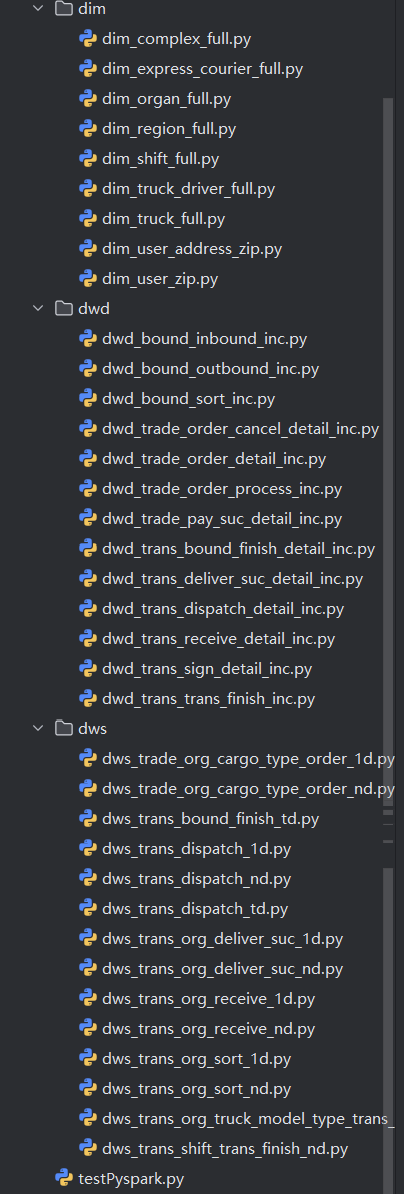 dim
dim_complex_full.py
dim_express_courier_full.py
dim_organ_full.py
dim_region_full.py
dim_shift_full.py
dim_truck_driver_full.py
dim_truck_full.py
dim_user_address_zip.py
dim_user_zip.py
dwd
dwd_bound_inbound_inc.py
dwd_bound_outbound_inc.py
dwd_bound_sort_inc.py
dwd_trade_order_cancel_detail_inc.py
dwd_trade_order_detail_inc.py
dwd_trade_order_process_inc.py
dwd_trade_pay_suc_detail_inc.py
dwd_trans_bound_finish_detail_inc.py
dwd_trans_deliver_suc_detail_inc.py
dwd_trans_dispatch_detail_inc.py
dwd_trans_receive_detail_inc.py
dwd_trans_sign_detail_inc.py
dwd_trans_trans_finish_inc.py
dws
dws_trade_org_cargo_type_order_1d.py
dws_trade_org_cargo_type_order_nd.py
dws_trans_bound_finish_td.py
dws_trans_dispatch_1d.py
dws_trans_dispatch_nd.py
dws_trans_dispatch_td.py
dws_trans_org_deliver_suc_1d.py
dws_trans_org_deliver_suc_nd.py
dws_trans_org_receive_1d.py
dws_trans_org_receive_nd.py
dws_trans_org_sort_1d.py
dws_trans_org_sort_nd.py
dws_trans_org_truck_model_type_trans_
dws_trans_shift_trans_finish_nd.py
testPyspark.py